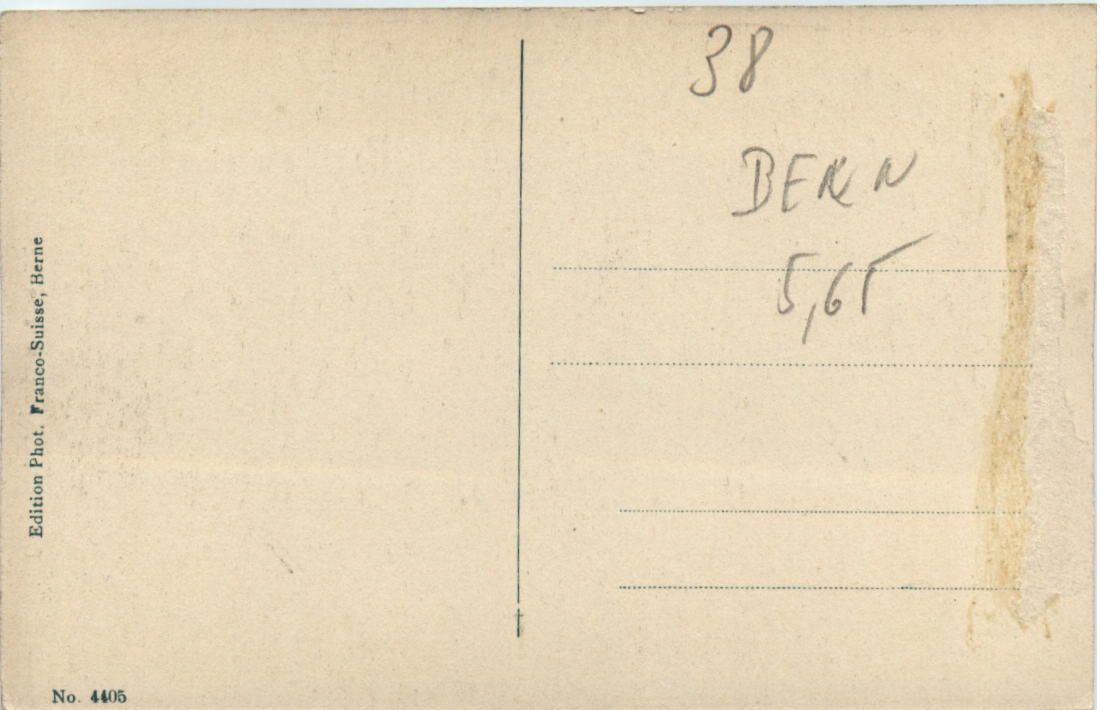 Edition Phot. Franco-Suisse, Berne
No. 4405
38
BERN
5,65